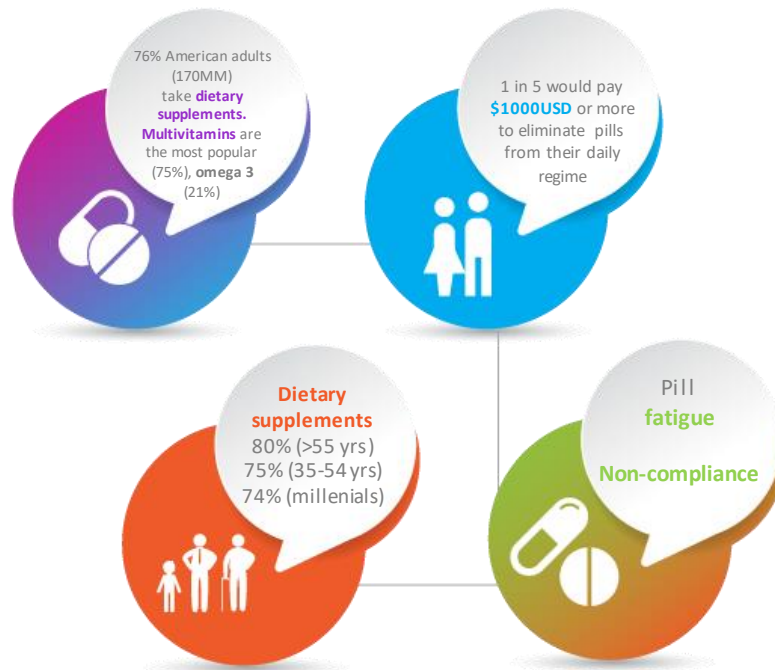 76% American adults
(170MM)
take dietary
supplements.
Multivitamins are
the most popular
(75%), omega 3
(21%)
1 in 5 would pay
$1000USD or more
to eliminate pills
from their daily
regime
Dietary
supplements
80% (>55 yrs)
75% (35-54 yrs)
74% (millenials)
Pill
fatigue
Non-compliance